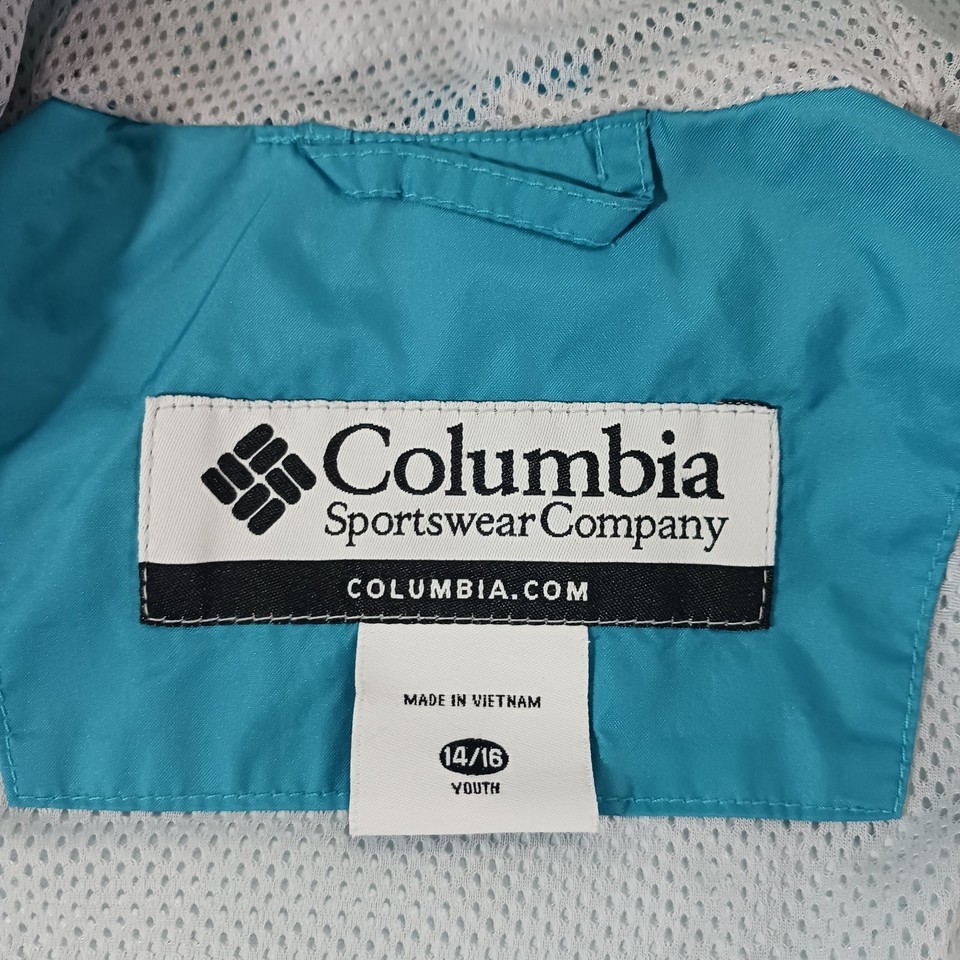 Columbia
Sportswear Company
COLUMBIA.COM
MADE IN VIETNAM
14/16
YOUTH